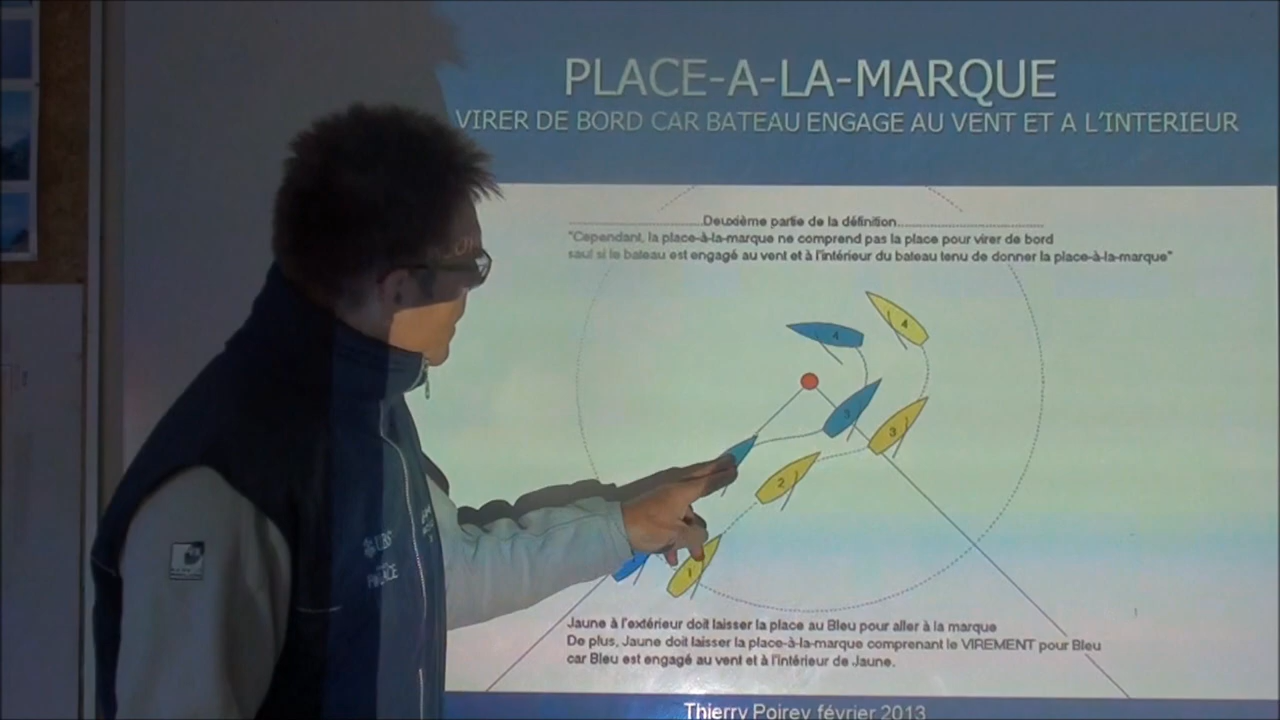 PLACE-A-LA-MARQUE
VIRER DE BORD CAR BATEAU ENGAGE AU VENT ET A L'INTERIEUR
........................Deuxième partie de la définition........................
"Cependant, la place-à-la-marque ne comprend pas la place pour virer de bord
sauf si le bateau est engagé au vent et à l'intérieur du bateau tenu de donner la place-à-la-marque"
4
4
3
3
2
1
UBS
Jaune à l'extérieur doit laisser la place au Bleu pour aller à la marque
De plus, Jaune doit laisser la place-à-la-marque comprenant le VIREMENT pour Bleu
car Bleu est engagé au vent et à l'intérieur de Jaune.
Thierry Poirey février 2013